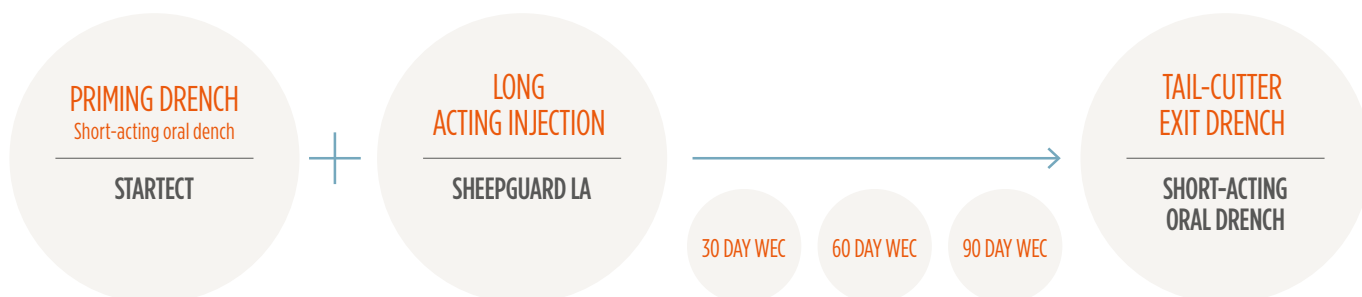 PRIMING DRENCH
Short-acting oral dench
STARTECT
LONG
ACTING INJECTION
SHEEPGUARD LA
30 DAY WEC
60 DAY WEC
90 DAY WEC
TAIL-CUTTER
EXIT DRENCH
SHORT-ACTING
ORAL DRENCH